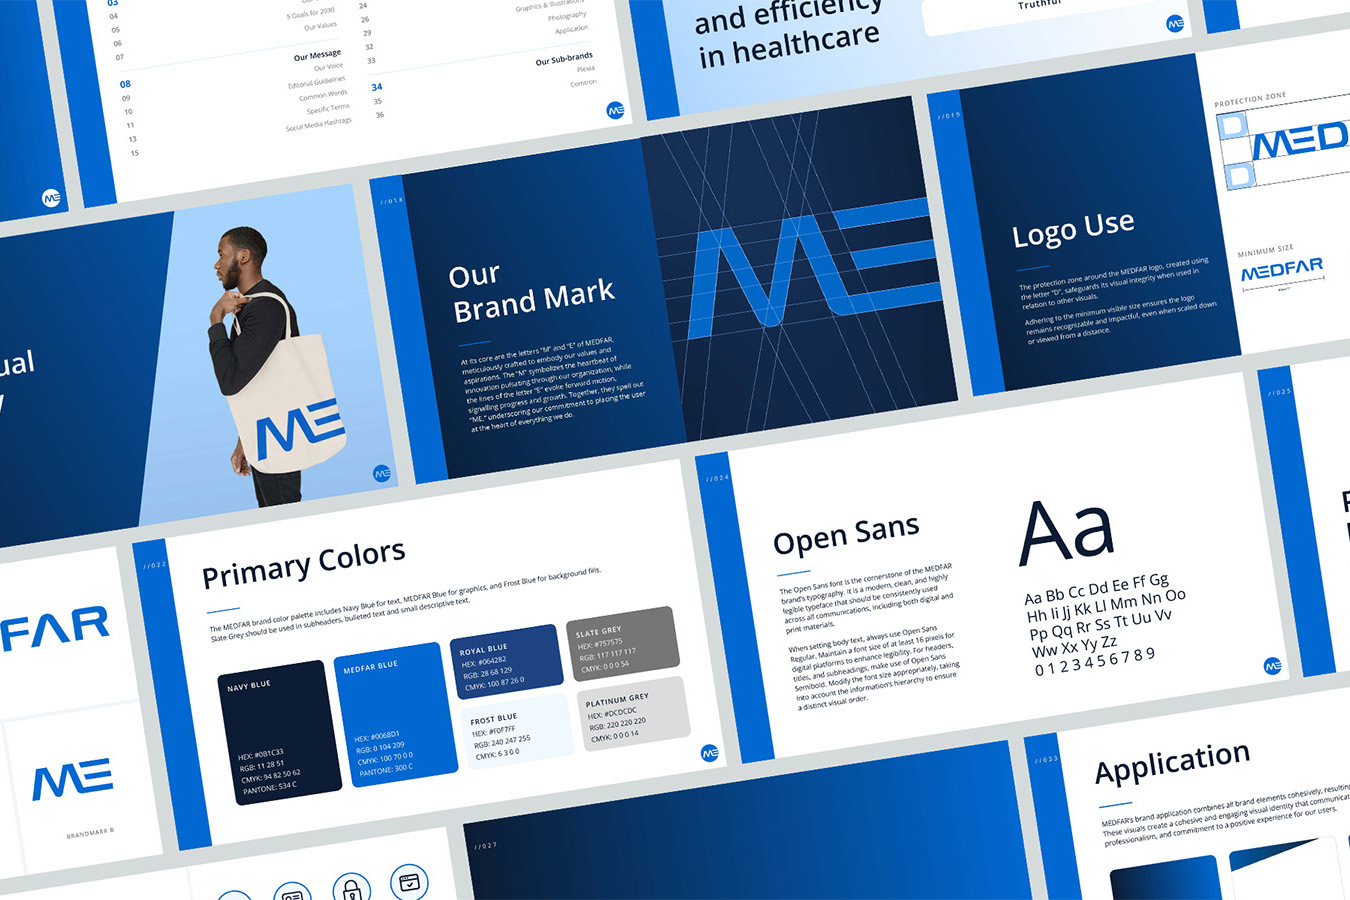 03
04
05
06
07
5 Goals for 2030
Our Values
08
09
10
11
13
15
Our Message
Our Voice
Editorial Guidelines
Common Words
Specific Terms
Social Media Hashtags
24
26
29
32
33
Graphics & Illustrations
Photography
Application
34
35
36
Our Sub-brands
Plexia
Comtron
ME
ME
and efficiency
in healthcare
Truthful
ME
ME
ME
//018
Our
Brand Mark
At its core are the letters "M" and "E" of MEDFAR,
meticulously crafted to embody our values and
aspirations. The "M" symbolizes the heartbeat of
innovation pulsating through our organization, while
the lines of the letter "E" evoke forward motion,
signalling progress and growth. Together, they spell out
"ME," underscoring our commitment to placing the user
at the heart of everything we do.
ME
//019
Logo Use
The protection zone around the MEDFAR logo, created using
the letter "D", safeguards its visual integrity when used in
relation to other visuals.
Adhering to the minimum visible size ensures the logo
remains recognizable and impactful, even when scaled down
or viewed from a distance.
PROTECTION ZONE
D
D
MED
MINIMUM SIZE
MEDFAR
FAR
ME
BRANDMARK B
//022
Primary Colors
The MEDFAR brand color palette includes Navy Blue for text, MEDFAR Blue for graphics, and Frost Blue for background fills.
Slate Grey should be used in subheaders, bulleted text and small descriptive text.
NAVY BLUE
HEX: #0B1C33
RGB: 11 28 51
CMYK: 94 82 50 62
PANTONE: 534 C
MEDFAR BLUE
HEX: #0068D1
RGB: 0 104 209
CMYK: 100 70 0 0
PANTONE: 300 C
ROYAL BLUE
HEX: #064282
RGB: 28 68 129
CMYK: 100 87 26 0
FROST BLUE
HEX: #F0F7FF
RGB: 240 247 255
CMYK: 6 3 0 0
SLATE GREY
HEX: #757575
RGB: 117 117 117
CMYK: 0 0 0 54
PLATINUM GREY
HEX: #DCDCDC
RGB: 220 220 220
CMYK: 0 0 0 14
ME
//024
Open Sans
The Open Sans font is the cornerstone of the MEDFAR
brand's typography. It is a modern, clean, and highly
legible typeface that should be consistently used
across all communications, including both digital and
print materials.
When setting body text, always use Open Sans
Regular. Maintain a font size of at least 16 pixels for
digital platforms to enhance legibility. For headers,
titles, and subheadings, make use of Open Sans
Semibold. Modify the font size appropriately, taking
into account the information's hierarchy to ensure
a distinct visual order.
Aa
Aa Bb Cc Dd Ee Ff Gg
Hh Ii Jj Kk Ll Mm Nn Oo
Pp Qq Rr Ss Tt Uu Vv
Ww Xx Yy Zz
0 1 2 3 4 5 6 7 8 9
ME
//025
//027
//033
Application
MEDFAR's brand application combines all brand elements cohesively, resulting
These visuals create a cohesive and engaging visual identity that
professionalism, and commitment to a positive experience for our users.